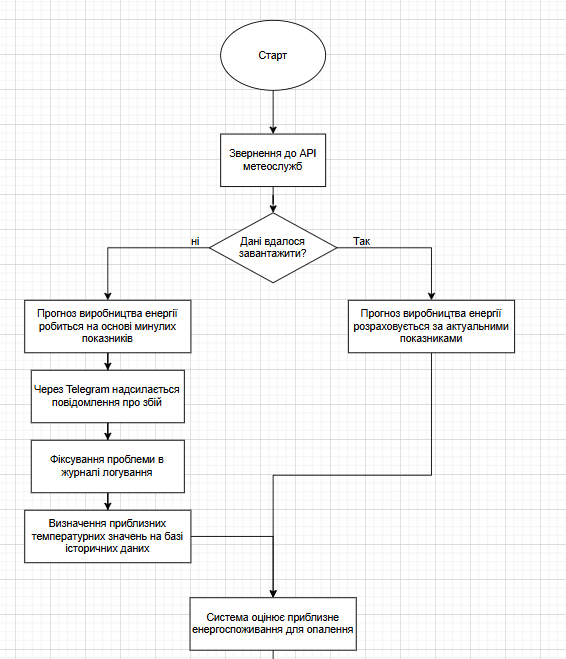 Старт
Звернення до API
метеослужб
Дані вдалося
завантажити?
ні
Так
Прогноз виробництва енергії
робиться на основі минулих
показників
Прогноз виробництва енергії
розраховується за актуальними
показниками
Через Telegram надсилається
повідомлення про збій
Фіксування проблеми в
журналі логування
Визначення приблизних
температурних значень на базі
історичних даних
Система оцінює приблизне
енергоспоживання для опалення